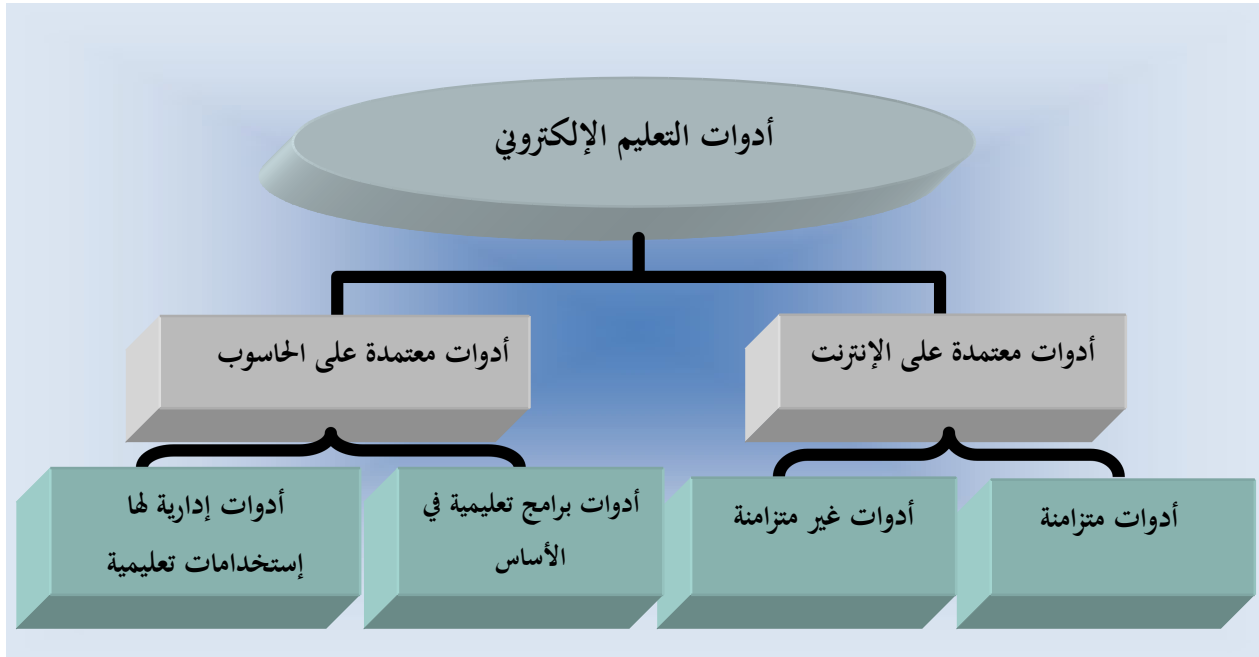 أدوات التعليم الإلكتروني
أدوات معتمدة على الإنترنت
أدوات معتمدة على الحاسوب
أدوات متزامنة
أدوات غير متزامنة
أدوات برامج تعليمية في
الأساس
أدوات إدارية لها
إستخدامات تعليمية